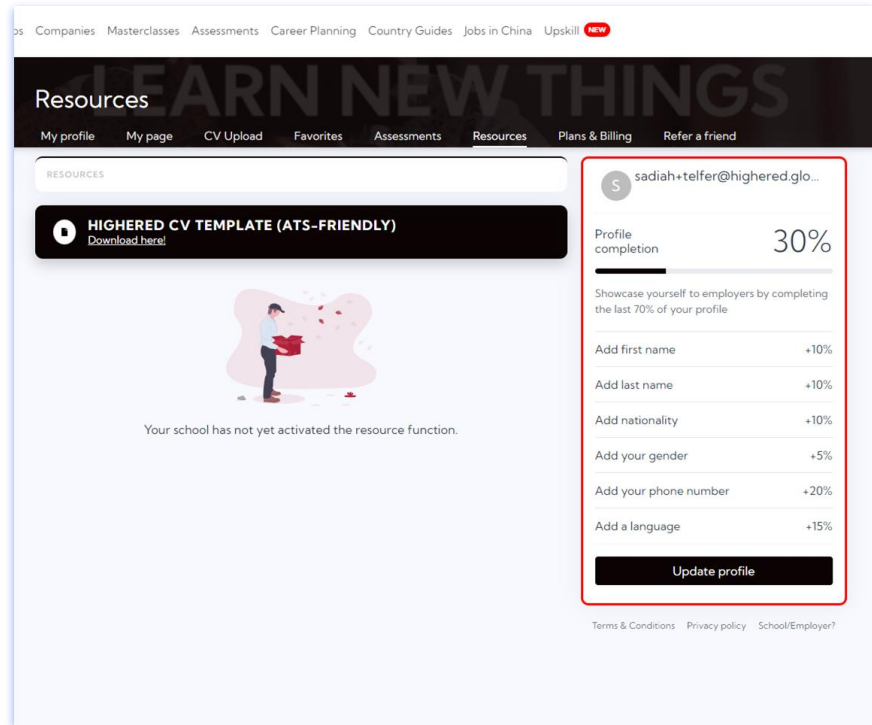 Companies Masterclasses Assessments Career Planning Country Guides Jobs in China Upskill NEW
LEARN NEW THINGS
Resources
My profile My page CV Upload Favorites Assessments Resources Plans & Billing Refer a friend
RESOURCES
HIGHERED CV TEMPLATE (ATS-FRIENDLY)
Download here!
Your school has not yet activated the resource function.
S
sadiah+telfer@highered.glo...
Profile
completion
30%
Showcase yourself to employers by completing
the last 70% of your profile
Add first name +10%
Add last name +10%
Add nationality +10%
Add your gender +5%
Add your phone number +20%
Add a language +15%
Update profile
Terms & Conditions Privacy policy School/Employer?